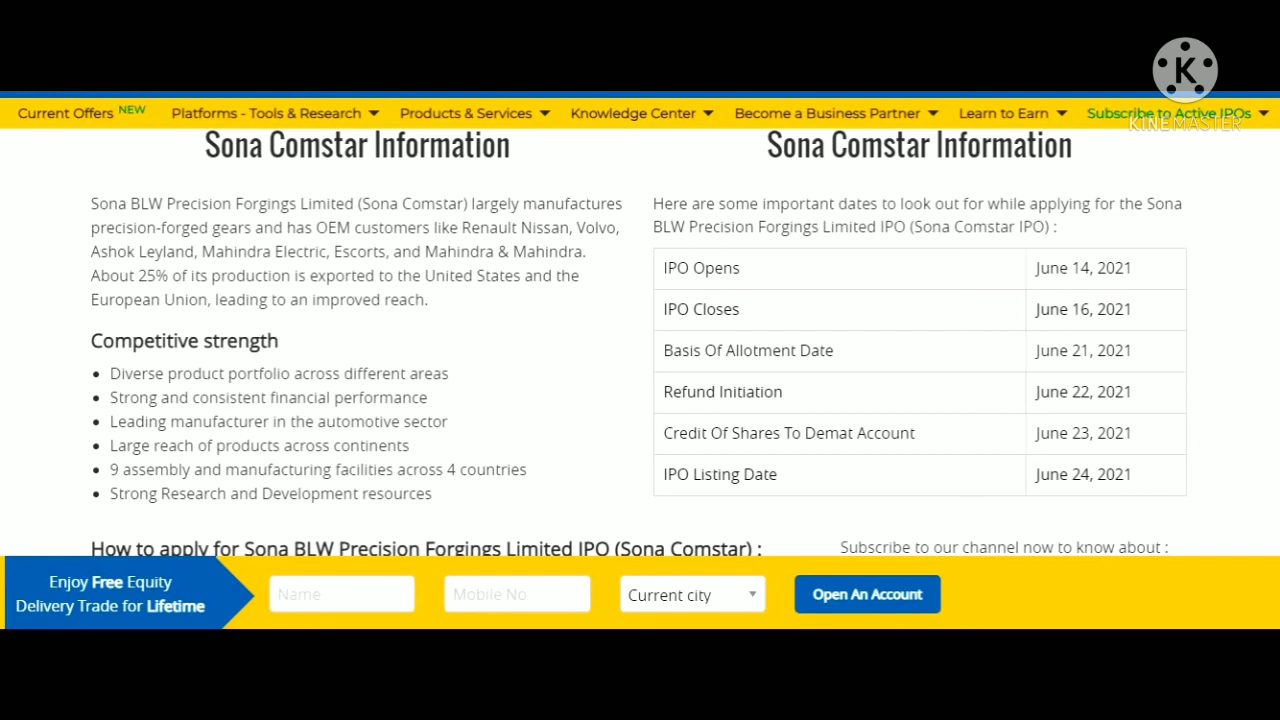 K
KINEMASTER
Current Offers NEW Platforms - Tools & Research Products & Services Knowledge Center Become a Business Partner Learn to Earn Subscribe to Active IPOs
Sona Comstar Information
Sona BLW Precision Forgings Limited (Sona Comstar) largely manufactures
precision-forged gears and has OEM customers like Renault Nissan, Volvo,
Ashok Leyland, Mahindra Electric, Escorts, and Mahindra & Mahindra.
About 25% of its production is exported to the United States and the
European Union, leading to an improved reach.
Competitive strength
Diverse product portfolio across different areas
Strong and consistent financial performance
Leading manufacturer in the automotive sector
Large reach of products across continents
9 assembly and manufacturing facilities across 4 countries
Strong Research and Development resources
Sona Comstar Information
Here are some important dates to look out for while applying for the Sona
BLW Precision Forgings Limited IPO (Sona Comstar IPO) :
IPO Opens June 14, 2021
IPO Closes June 16, 2021
Basis Of Allotment Date June 21, 2021
Refund Initiation June 22, 2021
Credit Of Shares To Demat Account June 23, 2021
IPO Listing Date June 24, 2021
How to apply for Sona BLW Precision Forgings Limited IPO (Sona Comstar) :
Subscribe to our channel now to know about :
Enjoy Free Equity
Delivery Trade for Lifetime
Name
Mobile No
Current city
Open An Account